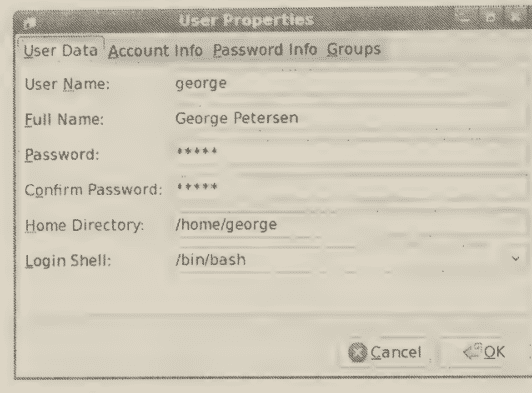 User Properties
User Data Account Info Password Info Groups
User Name: george
Full Name: George Petersen
Password: *****
Confirm Password: *****
Home Directory: /home/george
Login Shell: /bin/bash
Cancel OK